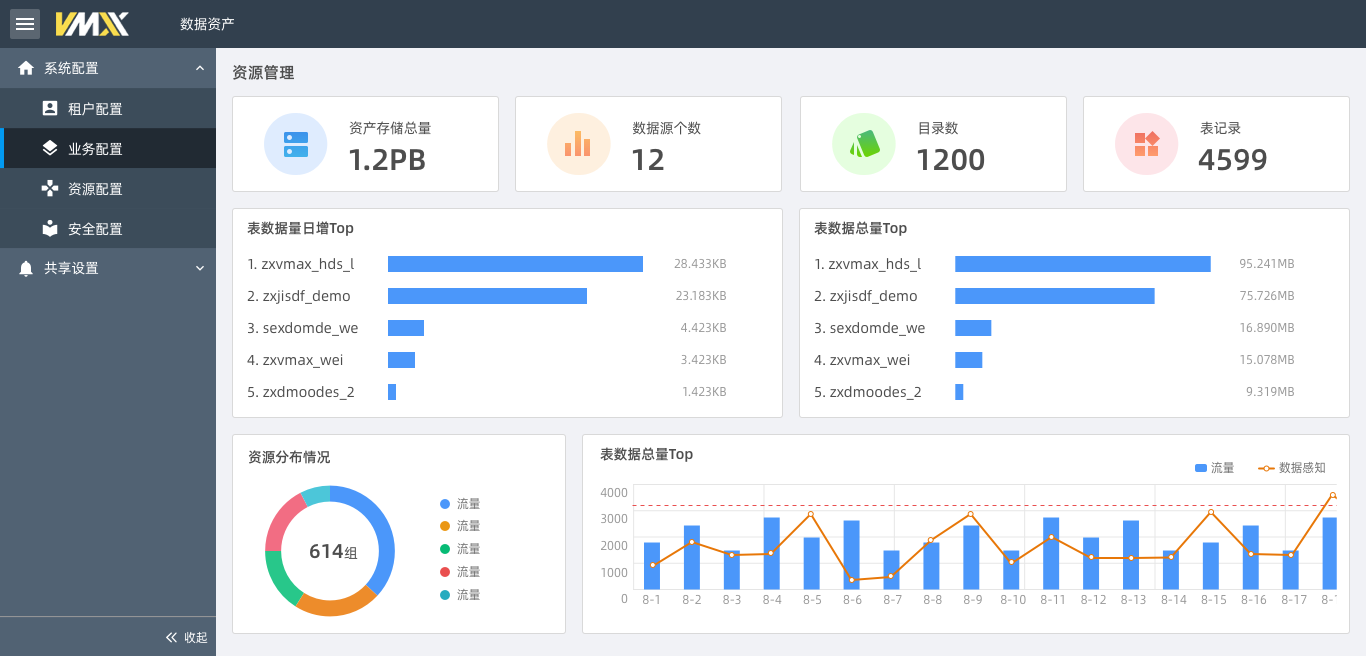 VMX
数据资产
系统配置
租户配置
业务配置
资源配置
安全配置
共享设置
收起
资源管理
资产存储总量
1.2PB
数据源个数
12
目录数
1200
表记录
4599
表数据量日增Top
1. zxvmax_hds_l 28.433KB
2. zxjisdf_demo 23.183KB
3. sexdomde_we 4.423KB
4. zxvmax_wei 3.423KB
5. zxdmoodes_2 1.423KB
表数据总量Top
1. zxvmax_hds_l 95.241MB
2. zxjisdf_demo 75.726MB
3. sexdomde_we 16.890MB
4. zxvmax_wei 15.078MB
5. zxdmoodes_2 9.319MB
资源分布情况
614组
流量
流量
流量
流量
流量
表数据总量Top
流量 数据感知
4000
3000
2000
1000
0
8-1 8-2 8-3 8-4 8-5 8-6 8-7 8-8 8-9 8-10 8-11 8-12 8-13 8-14 8-15 8-16 8-17